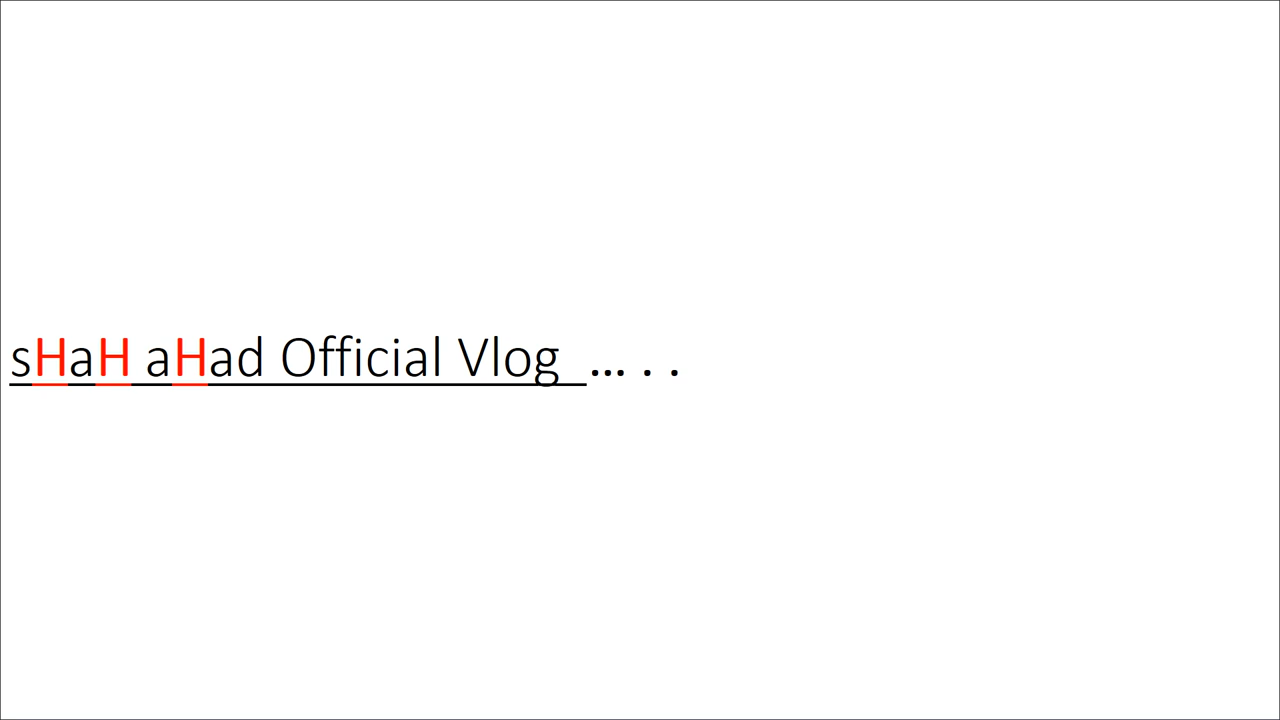 sHaH aHad Official Vlog … . .